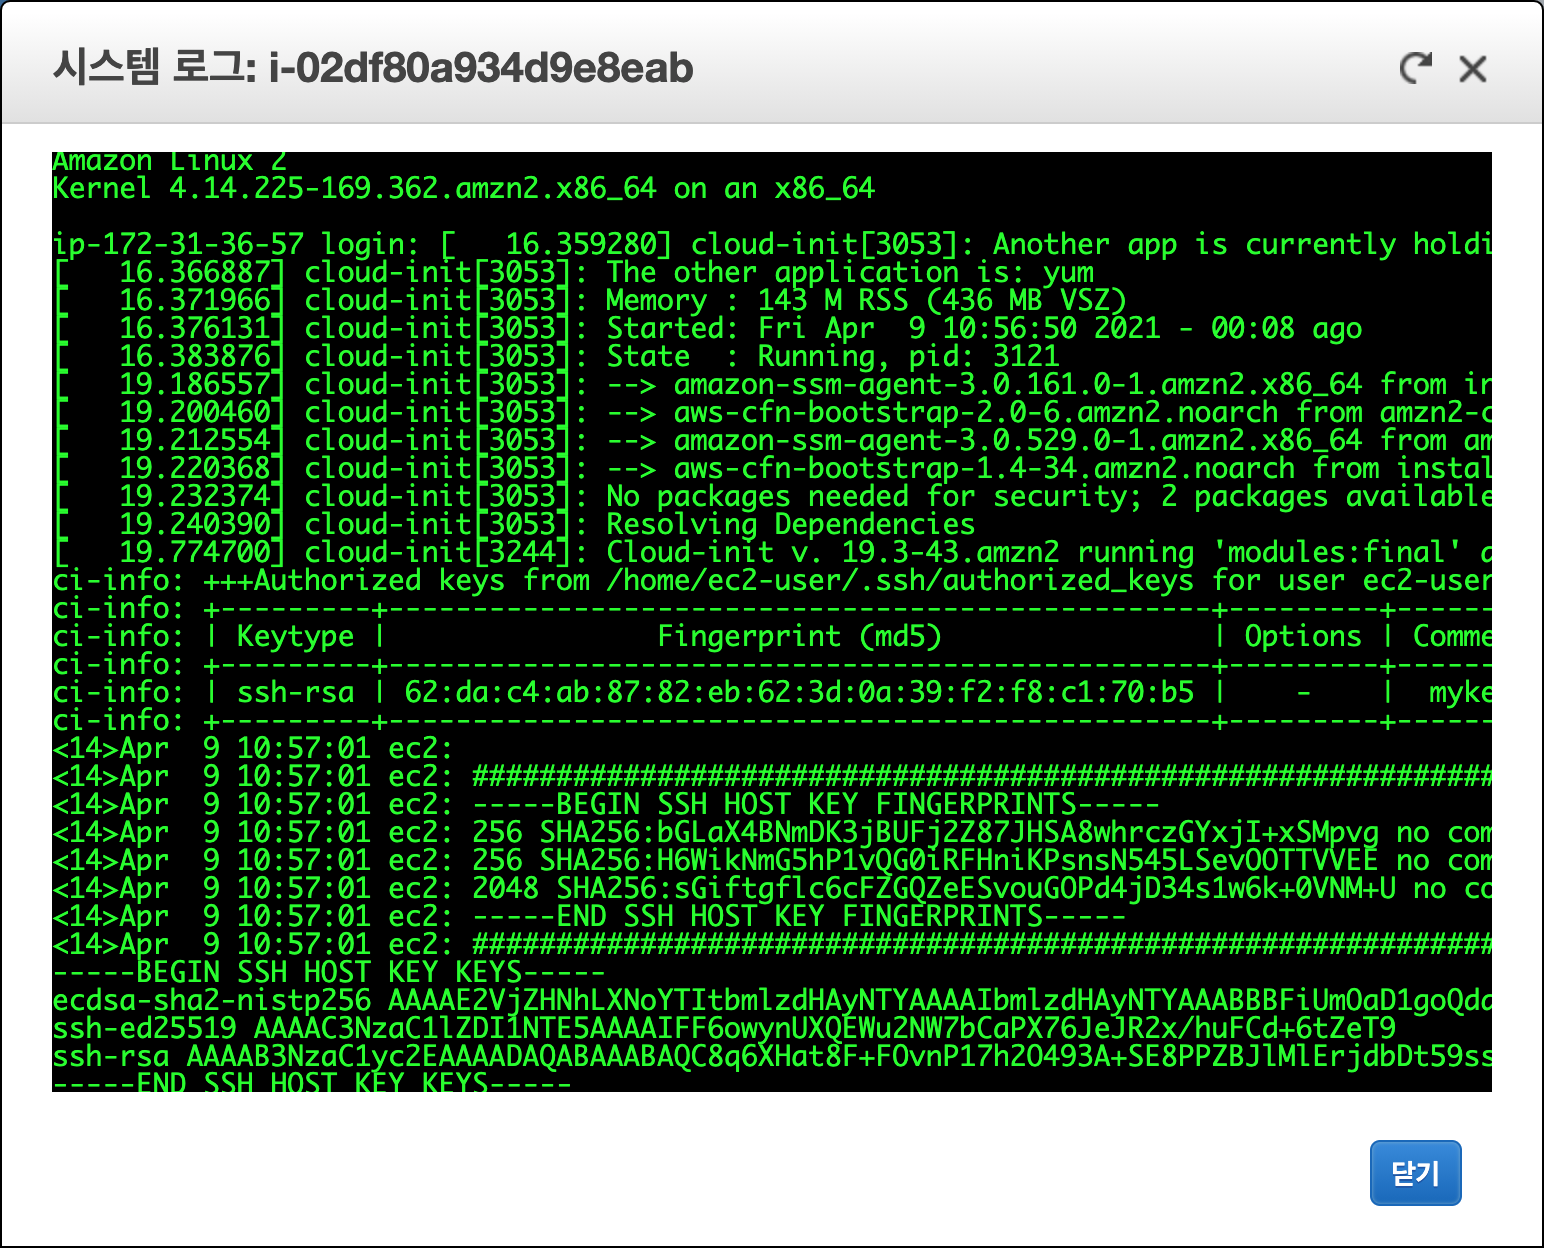 시스템 로그: i-02df80a934d9e8eab
Amazon Linux 2
Kernel 4.14.225-169.362.amzn2.x86_64 on an x86_64
ip-172-31-36-57 login: [   16.359280] cloud-init[3053]: Another app is currently holdi
[   16.366887] cloud-init[3053]: The other application is: yum
[   16.371966] cloud-init[3053]: Memory : 143 M RSS (436 MB VSZ)
[   16.376131] cloud-init[3053]: Started: Fri Apr  9 10:56:50 2021 - 00:08 ago
[   16.383876] cloud-init[3053]: State  : Running, pid: 3121
[   19.186557] cloud-init[3053]: --> amazon-ssm-agent-3.0.161.0-1.amzn2.x86_64 from in
[   19.200460] cloud-init[3053]: --> aws-cfn-bootstrap-2.0-6.amzn2.noarch from amzn2-c
[   19.212554] cloud-init[3053]: --> amazon-ssm-agent-3.0.529.0-1.amzn2.x86_64 from am
[   19.220368] cloud-init[3053]: --> aws-cfn-bootstrap-1.4-34.amzn2.noarch from instal
[   19.232374] cloud-init[3053]: No packages needed for security; 2 packages available
[   19.240390] cloud-init[3053]: Resolving Dependencies
[   19.774700] cloud-init[3244]: Cloud-init v. 19.3-43.amzn2 running 'modules:final' a
ci-info: +++Authorized keys from /home/ec2-user/.ssh/authorized_keys for user ec2-user
ci-info: +---------+-------------------------------------------------+---------+------
ci-info: | Keytype |                Fingerprint (md5)                | Options | Comme
ci-info: +---------+-------------------------------------------------+---------+------
ci-info: | ssh-rsa | 62:da:c4:ab:87:82:eb:62:3d:0a:39:f2:f8:c1:70:b5 |    -    |  myke
ci-info: +---------+-------------------------------------------------+---------+------
<14>Apr  9 10:57:01 ec2:
<14>Apr  9 10:57:01 ec2: #############################################################
<14>Apr  9 10:57:01 ec2: -----BEGIN SSH HOST KEY FINGERPRINTS-----
<14>Apr  9 10:57:01 ec2: 256 SHA256:bGLaX4BNmDK3jBUFj2Z87JHSA8whrczGYxjI+xSMpvg no com
<14>Apr  9 10:57:01 ec2: 256 SHA256:H6WikNmG5hP1vQG0iRFHniKPsnsN545LSevOOTTVVEE no com
<14>Apr  9 10:57:01 ec2: 2048 SHA256:sGiftgflc6cFZGQZeESvouGOPd4jD34s1w6k+0VNM+U no co
<14>Apr  9 10:57:01 ec2: -----END SSH HOST KEY FINGERPRINTS-----
<14>Apr  9 10:57:01 ec2: #############################################################
-----BEGIN SSH HOST KEY KEYS-----
ecdsa-sha2-nistp256 AAAAE2VjZHNhLXNoYTItbmlzdHAyNTYAAAAIbmlzdHAyNTYAAABBBFiUmOaD1goQda
ssh-ed25519 AAAAC3NzaC1lZDI1NTE5AAAAIFF6owynUXQEWu2NW7bCaPX76JeJR2x/huFCd+6tZeT9
ssh-rsa AAAAB3NzaC1yc2EAAAADAQABAAABAQC8q6XHat8F+FOvnP17h2O493A+SE8PPZBJlMlErjdbDt59ss
-----END SSH HOST KEY KEYS-----
닫기